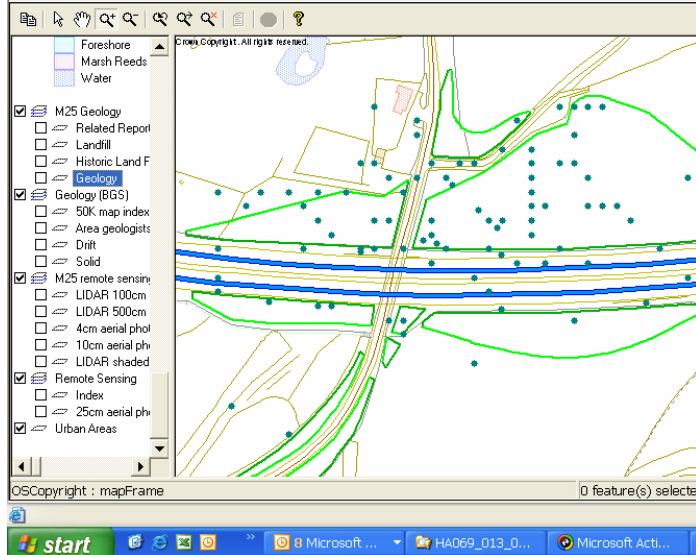 Foreshore
Marsh Reeds
Water
M25 Geology
Related Report
Landfill
Historic Land F
Geology
Geology (BGS)
50K map index
Area geologists
Drift
Solid
M25 remote sensing
LIDAR 100cm
LIDAR 500cm
4cm aerial phot
10cm aerial ph
LIDAR shaded
Remote Sensing
Index
25cm aerial ph
Urban Areas
Crown Copyright. All rights reserved.
OSCopyright : mapFrame
0 feature(s) selecte
start
8 Microsoft ...
HA069_013_0...
Microsoft Acti...